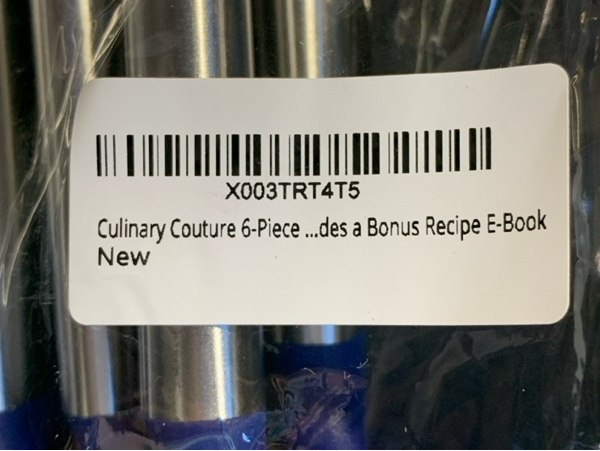 X003TRT4T5
Culinary Couture 6-Piece ...des a Bonus Recipe E-Book
New